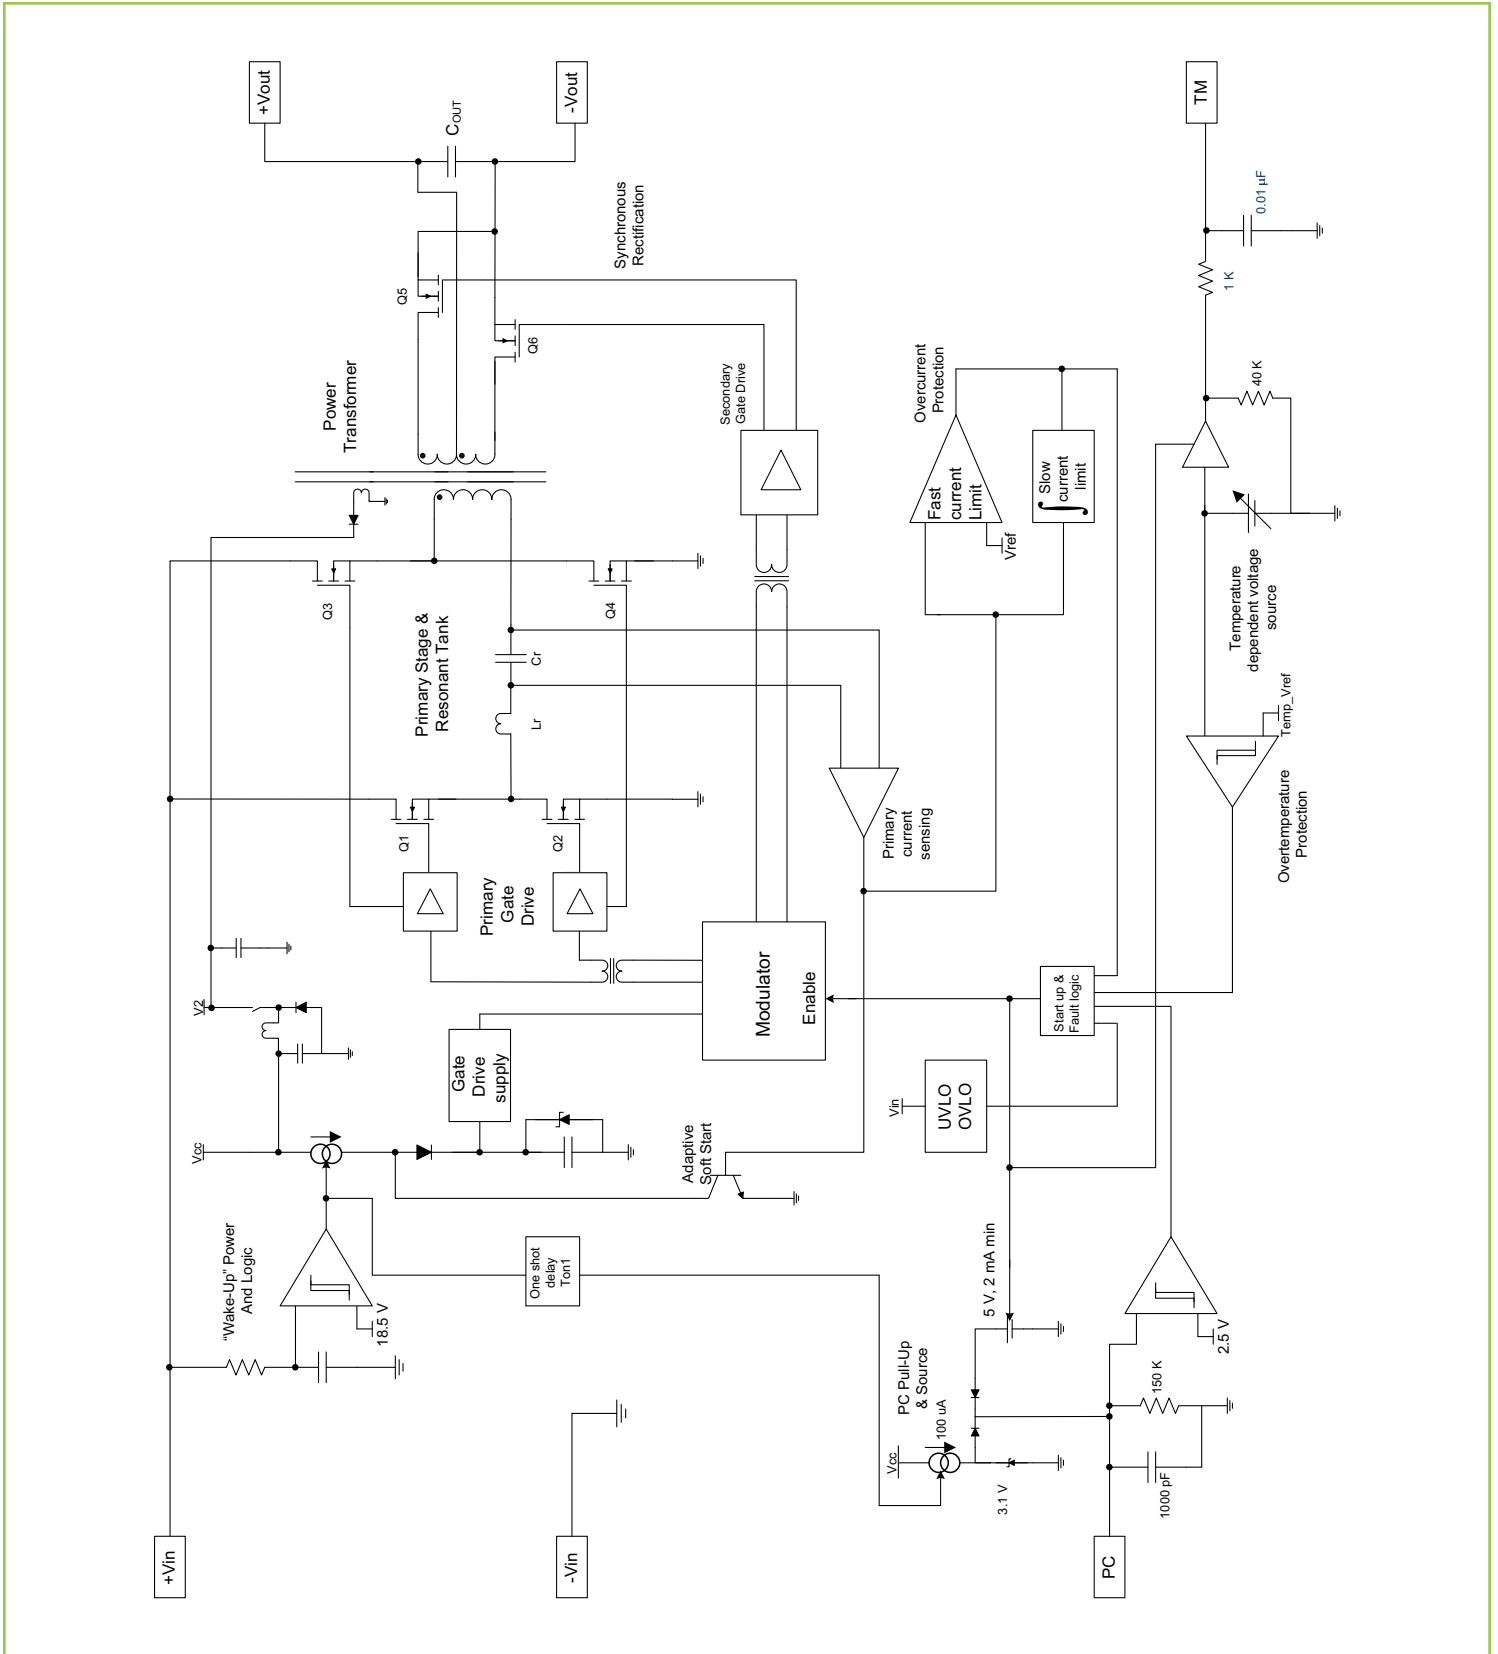 +Vout
-Vout
COUT
Synchronous
Rectification
Q5
Q6
Power
Transformer
Secondary
Gate Drive
Q3
Q4
Primary Stage &
Resonant Tank
Cr
Lr
Q1
Q2
Primary
Gate
Drive
Modulator
Enable
Gate
Drive
supply
V2
Vcc
"Wake-Up" Power
And Logic
18.5 V
One shot
delay
Ton1
Adaptive
Soft Start
Primary
current
sensing
Overcurrent
Protection
Fast
current
Limit
Vref
Slow
current
limit
Start up &
Fault logic
Vin
UVLO
OVLO
5 V, 2 mA min
PC Pull-Up
& Source
100 uA
Vcc
3.1 V
2.5 V
150 K
1000 pF
TM
0.01 µF
1 K
40 K
Temperature
dependent voltage
source
Temp_Vref
Overtemperature
Protection
+Vin
-Vin
PC